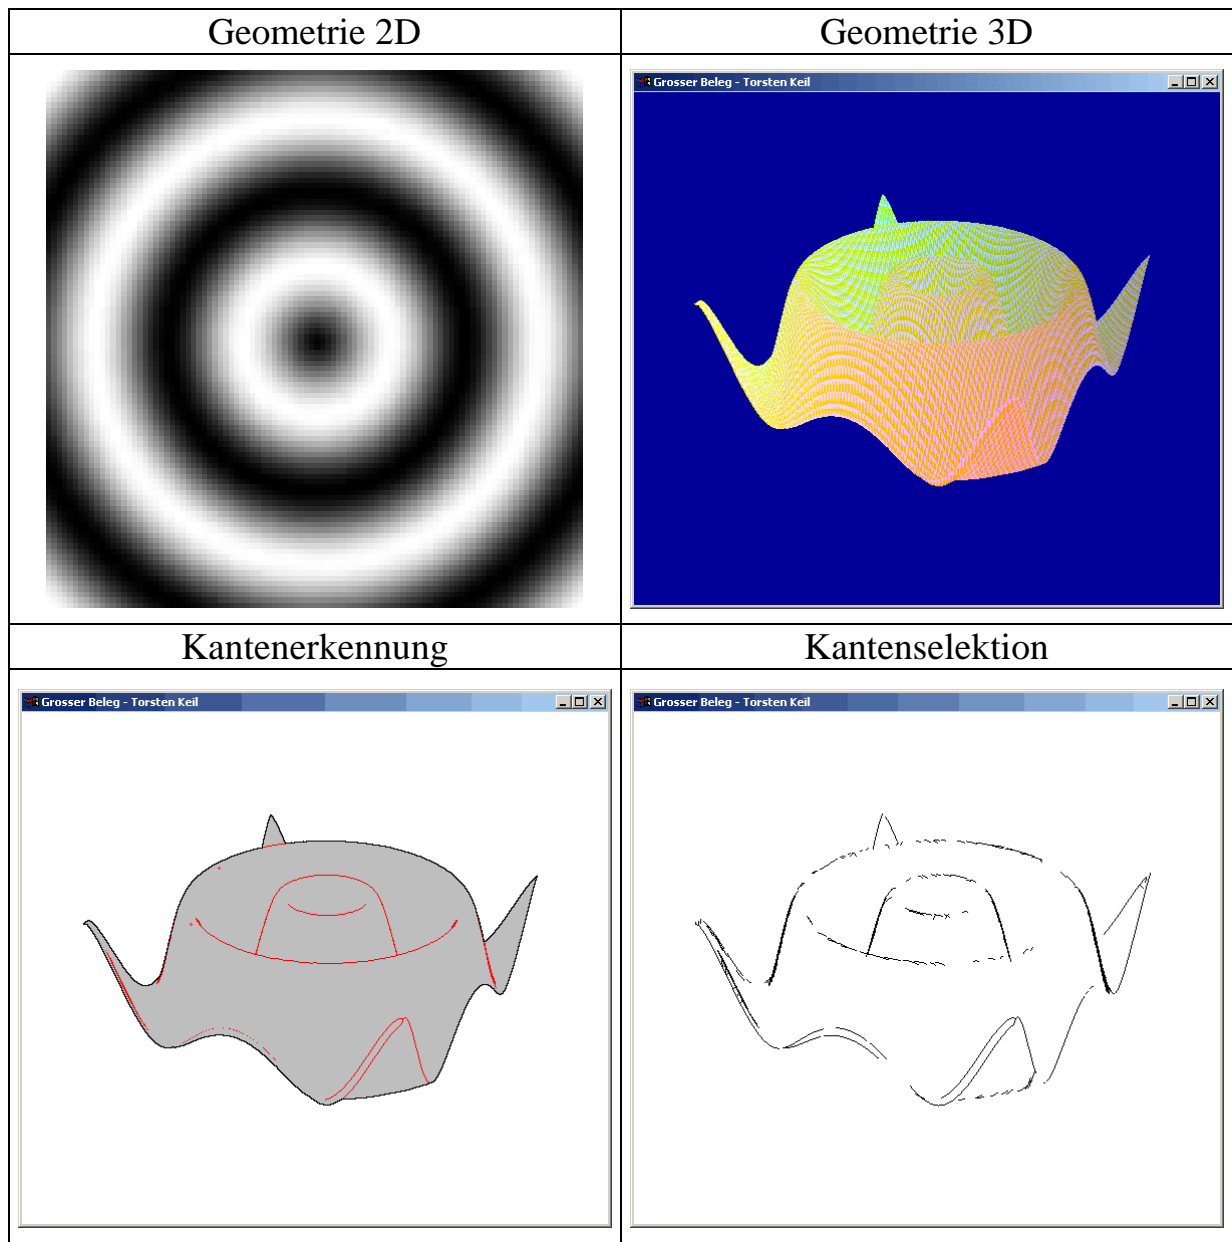 Geometrie 2D
Geometrie 3D
Grosser Beleg - Torsten Keil
Kantenerkennung
Kantenselektion
Grosser Beleg - Torsten Keil
Grosser Beleg - Torsten Keil